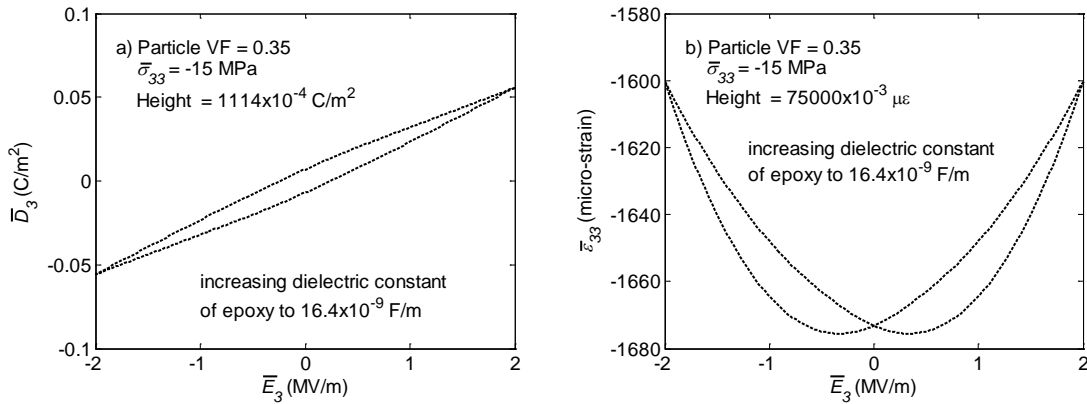 a) Particle VF = 0.35
σ̅33 = -15 MPa
Height = 1114x10⁻⁴ C/m²
increasing dielectric constant
of epoxy to 16.4x10⁻⁹ F/m
0.1
0.05
0
-0.05
-0.1
D̅3 (C/m²)
-2 -1 0 1 2
E̅3 (MV/m)
b) Particle VF = 0.35
σ̅33 = -15 MPa
Height = 75000x10⁻³ με
increasing dielectric constant
of epoxy to 16.4x10⁻⁹ F/m
-1580
-1600
-1620
-1640
-1660
-1680
ε̅33 (micro-strain)
-2 -1 0 1 2
E̅3 (MV/m)